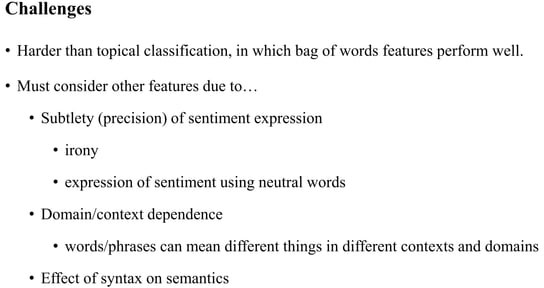 Challenges
• Harder than topical classification, in which bag of words features perform well.
• Must consider other features due to…
• Subtlety (precision) of sentiment expression
• irony
• expression of sentiment using neutral words
• Domain/context dependence
• words/phrases can mean different things in different contexts and domains
• Effect of syntax on semantics